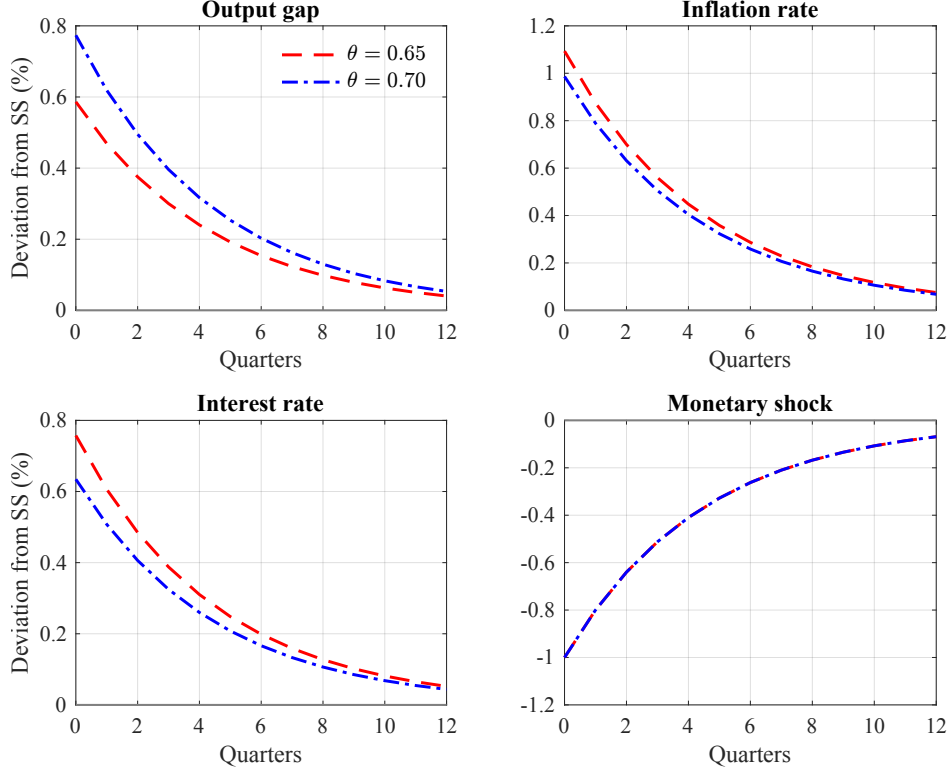 Output gap
Deviation from SS (%)
0.8
0.6
0.4
0.2
0
θ = 0.65
θ = 0.70
0 2 4 6 8 10 12
Quarters
Inflation rate
1.2
1
0.8
0.6
0.4
0.2
0
0 2 4 6 8 10 12
Quarters
Interest rate
Deviation from SS (%)
0.8
0.6
0.4
0.2
0
0 2 4 6 8 10 12
Quarters
Monetary shock
0
-0.2
-0.4
-0.6
-0.8
-1
-1.2
0 2 4 6 8 10 12
Quarters